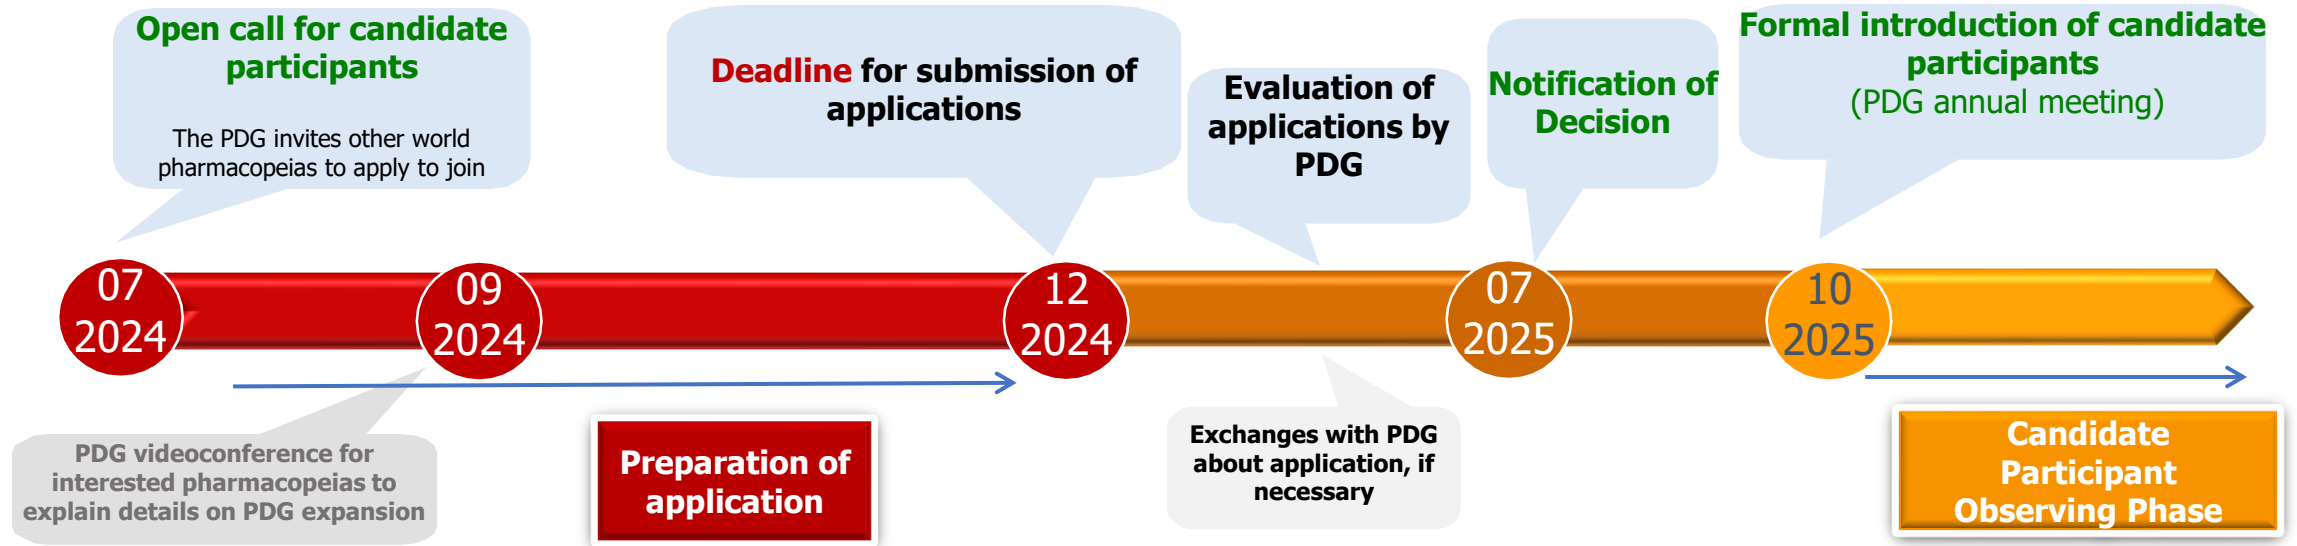 Open call for candidate
participants
The PDG invites other world
pharmacopeias to apply to join
Deadline for submission of
applications
Evaluation of
applications by
PDG
Notification of
Decision
Formal introduction of candidate
participants
(PDG annual meeting)
07
2024
09
2024
12
2024
07
2025
10
2025
PDG videoconference for
interested pharmacopeias to
explain details on PDG expansion
Preparation of
application
Exchanges with PDG
about application, if
necessary
Candidate
Participant
Observing Phase